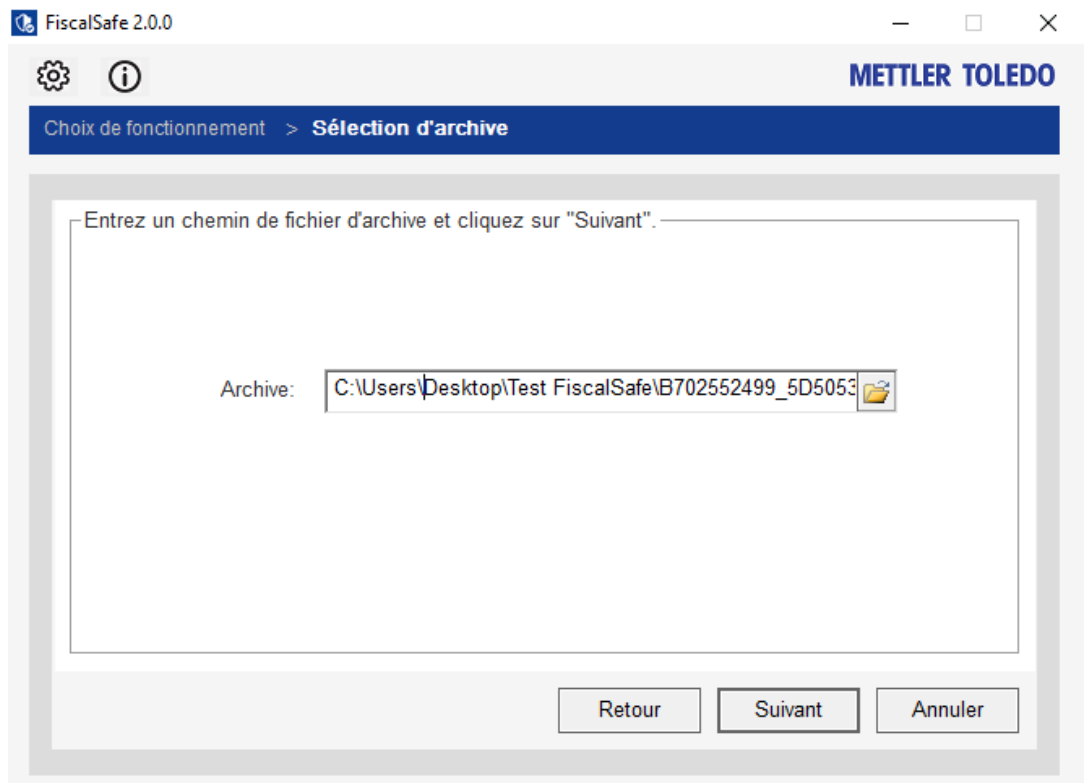 FiscalSafe 2.0.0
METTLER TOLEDO
Choix de fonctionnement > Sélection d'archive
Entrez un chemin de fichier d'archive et cliquez sur "Suivant".
Archive: C:\Users\Desktop\Test FiscalSafe\B702552499_5D5053
Retour Suivant Annuler